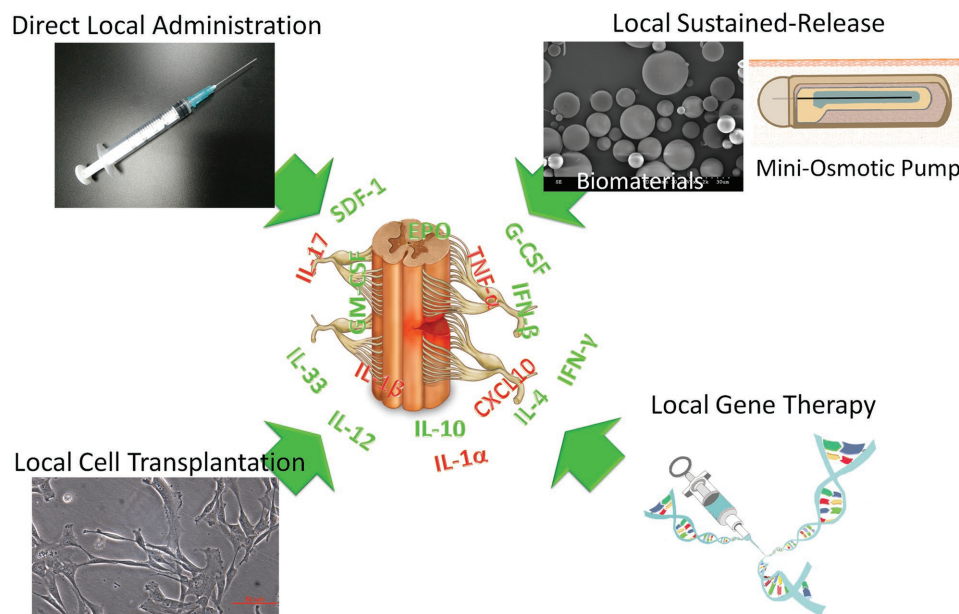 Direct Local Administration
Local Sustained-Release
Biomaterials
Mini-Osmotic Pump
SDF-1
EPO
G-CSF
IL-17
TNF-α
GM-CSF
IFN-β
IL-33
IL-1β
CXCL10
IFN-γ
IL-4
IL-12
IL-10
IL-1α
Local Gene Therapy
Local Cell Transplantation